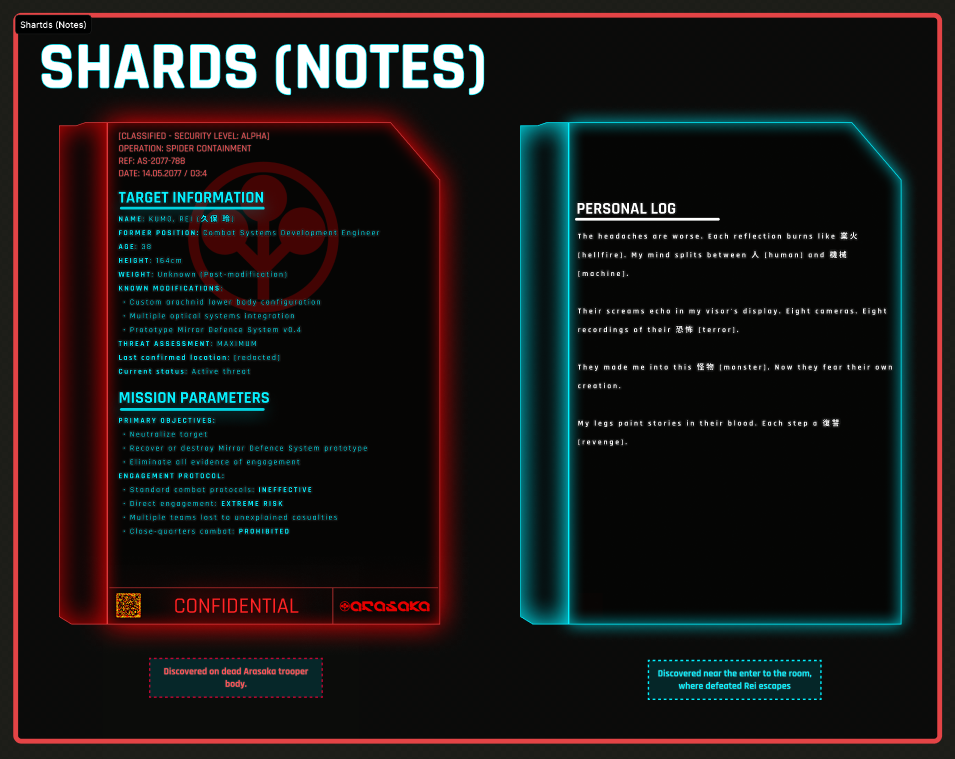 Shartds (Notes)
SHARDS (NOTES)
[CLASSIFIED - SECURITY LEVEL: ALPHA]
OPERATION: SPIDER CONTAINMENT
REF: AS-2077-788
DATE: 14.05.2077 / 03:4
TARGET INFORMATION
NAME: KUMO, REI (久保 玲)
FORMER POSITION: Combat Systems Development Engineer
AGE: 38
HEIGHT: 164cm
WEIGHT: Unknown (Post-modification)
KNOWN MODIFICATIONS:
• Custom arachnid lower body configuration
• Multiple optical systems integration
• Prototype Mirror Defence System v0.4
THREAT ASSESSMENT: MAXIMUM
Last confirmed location: [redacted]
Current status: Active threat
MISSION PARAMETERS
PRIMARY OBJECTIVES:
• Neutralize target
• Recover or destroy Mirror Defence System prototype
• Eliminate all evidence of engagement
ENGAGEMENT PROTOCOL:
• Standard combat protocols: INEFFECTIVE
• Direct engagement: EXTREME RISK
• Multiple teams lost to unexplained casualties
• Close-quarters combat: PROHIBITED
CONFIDENTIAL
arasaka
Discovered on dead Arasaka trooper
body.
PERSONAL LOG
The headaches are worse. Each reflection burns like 業火
[hellfire]. My mind splits between 人 [human] and 機械
[machine].
Their screams echo in my visor's display. Eight cameras. Eight
recordings of their 恐怖 [terror].
They made me into this 怪物 [monster]. Now they fear their own
creation.
My legs paint stories in their blood. Each step a 復讐
[revenge].
Discovered near the enter to the room,
where defeated Rei escapes